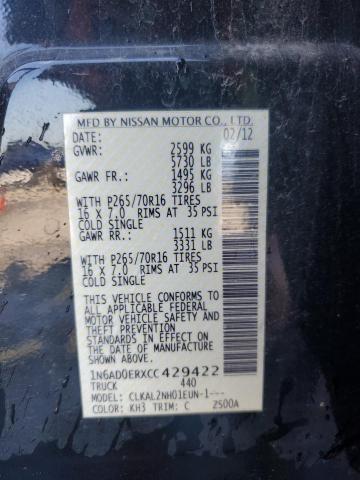 MFD BY NISSAN MOTOR CO., LTD.
DATE: 02/12
GVWR: 2599 KG
5730 LB
GAWR FR: 1495 KG
3296 LB
WITH P265/70R16 TIRES
16 X 7.0 RIMS AT 35 PSI
COLD SINGLE
GAWR RR: 1511 KG
3331 LB
WITH P265/70R16 TIRES
16 X 7.0 RIMS AT 35 PSI
COLD SINGLE
THIS VEHICLE CONFORMS TO
ALL APPLICABLE FEDERAL
MOTOR VEHICLE SAFETY AND
THEFT PREVENTION
STANDARDS IN EFFECT ON
THE DATE OF MANUFACTURE
SHOWN ABOVE.
1N6AD0ERXCC429422
TRUCK 440
MODEL: CLKAL2NH01EUN-1---
COLOR: KH3 TRIM: C 2500A